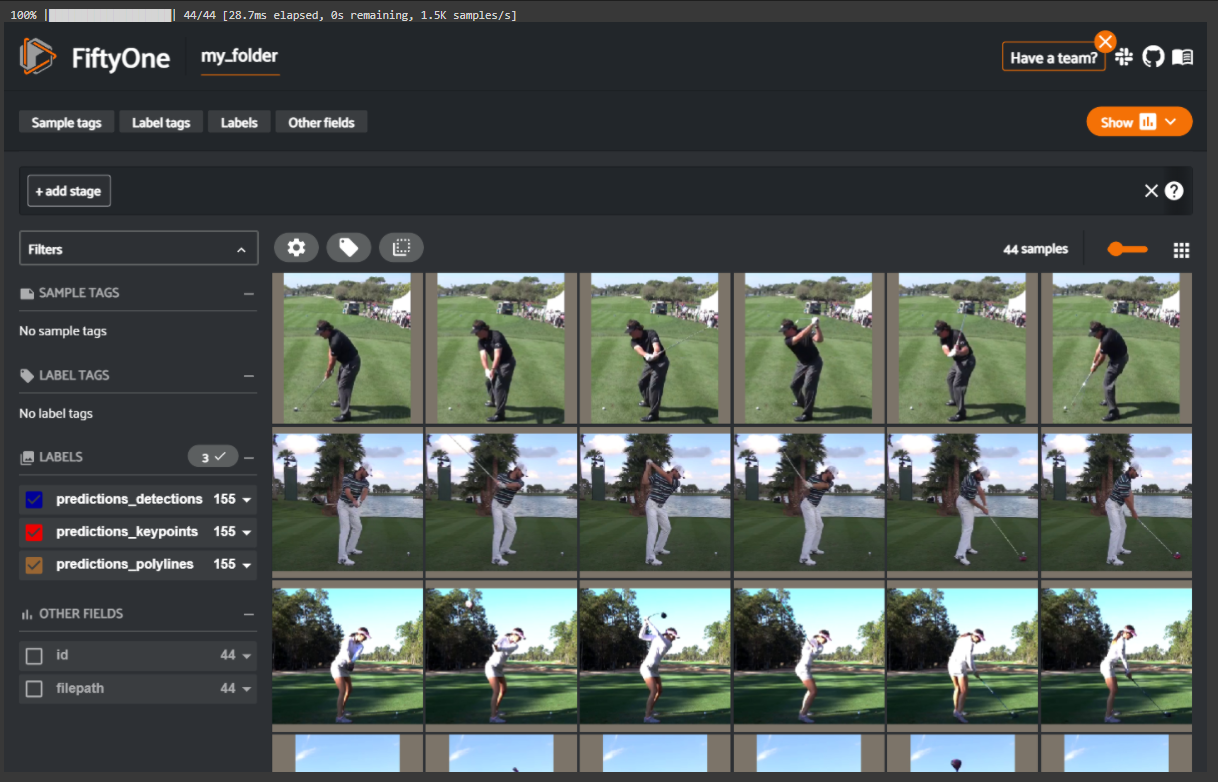 100% | | 44/44 [28.7ms elapsed, 0s remaining, 1.5K samples/s]
FiftyOne my_folder Have a team?
Sample tags Label tags Labels Other fields Show
+ add stage ?
Filters 44 samples
SAMPLE TAGS
No sample tags
LABEL TAGS
No label tags
LABELS 3
predictions_detections 155
predictions_keypoints 155
predictions_polylines 155
OTHER FIELDS
id 44
filepath 44